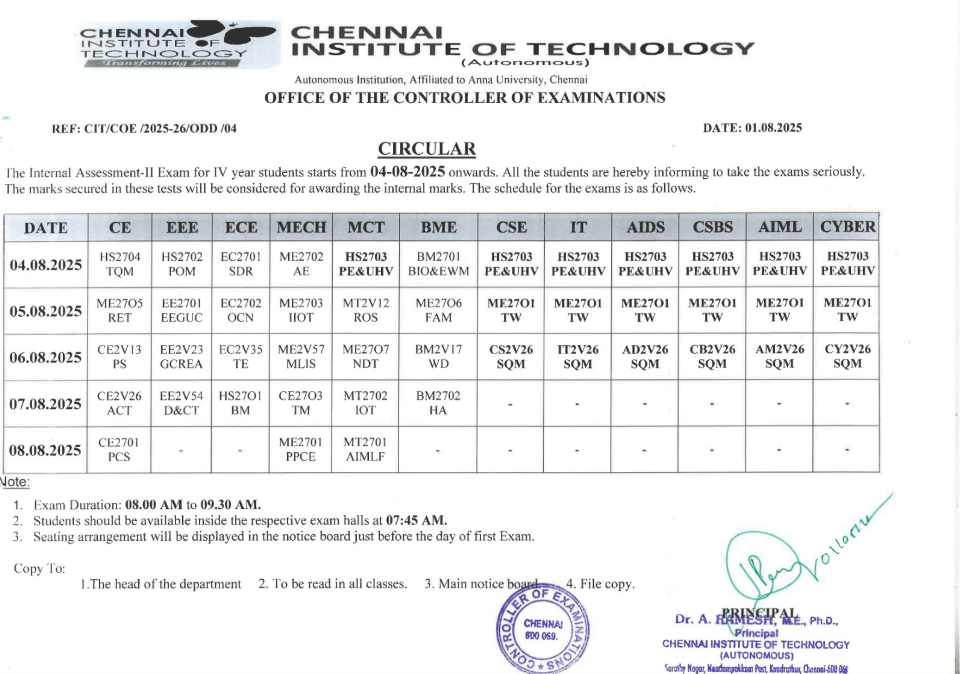 CHENNAI
INSTITUTE OF
TECHNOLOGY
Transforming Lives
CHENNAI
INSTITUTE OF TECHNOLOGY
(Autonomous)
Autonomous Institution, Affiliated to Anna University, Chennai
OFFICE OF THE CONTROLLER OF EXAMINATIONS
REF: CIT/COE /2025-26/ODD /04 DATE: 01.08.2025
CIRCULAR
The Internal Assessment-II Exam for IV year students starts from 04-08-2025 onwards. All the students are hereby informing to take the exams seriously.
The marks secured in these tests will be considered for awarding the internal marks. The schedule for the exams is as follows.
DATE CE EEE ECE MECH MCT BME CSE IT AIDS CSBS AIML CYBER
04.08.2025 HS2704 TQM HS2702 POM EC2701 SDR ME2702 AE HS2703 PE&UHV BM2701 BIO&EWM HS2703 PE&UHV HS2703 PE&UHV HS2703 PE&UHV HS2703 PE&UHV HS2703 PE&UHV HS2703 PE&UHV
05.08.2025 ME27O5 RET EE2701 EEGUC EC2702 OCN ME2703 IIOT MT2V12 ROS ME27O6 FAM ME27O1 TW ME27O1 TW ME27O1 TW ME27O1 TW ME27O1 TW ME27O1 TW
06.08.2025 CE2V13 PS EE2V23 GCREA EC2V35 TE ME2V57 MLIS ME27O7 NDT BM2V17 WD CS2V26 SQM IT2V26 SQM AD2V26 SQM CB2V26 SQM AM2V26 SQM CY2V26 SQM
07.08.2025 CE2V26 ACT EE2V54 D&CT HS27O1 BM CE27O3 TM MT2702 IOT BM2702 HA - - - - - -
08.08.2025 CE2701 PCS - - ME2701 PPCE MT2701 AIMLF - - - - - - -
Note:
1. Exam Duration: 08.00 AM to 09.30 AM.
2. Students should be available inside the respective exam halls at 07:45 AM.
3. Seating arrangement will be displayed in the notice board just before the day of first Exam.
Copy To:
1.The head of the department 2. To be read in all classes. 3. Main notice board 4. File copy.
CONTROLLER OF EXAMINATIONS
CHENNAI
600 069.
PRINCIPAL
Dr. A. RAMESH, M.E., Ph.D.,
Principal
CHENNAI INSTITUTE OF TECHNOLOGY
(AUTONOMOUS)
Sarathy Nagar, Nandambakkam Post, Kundrathur, Chennai-600 069